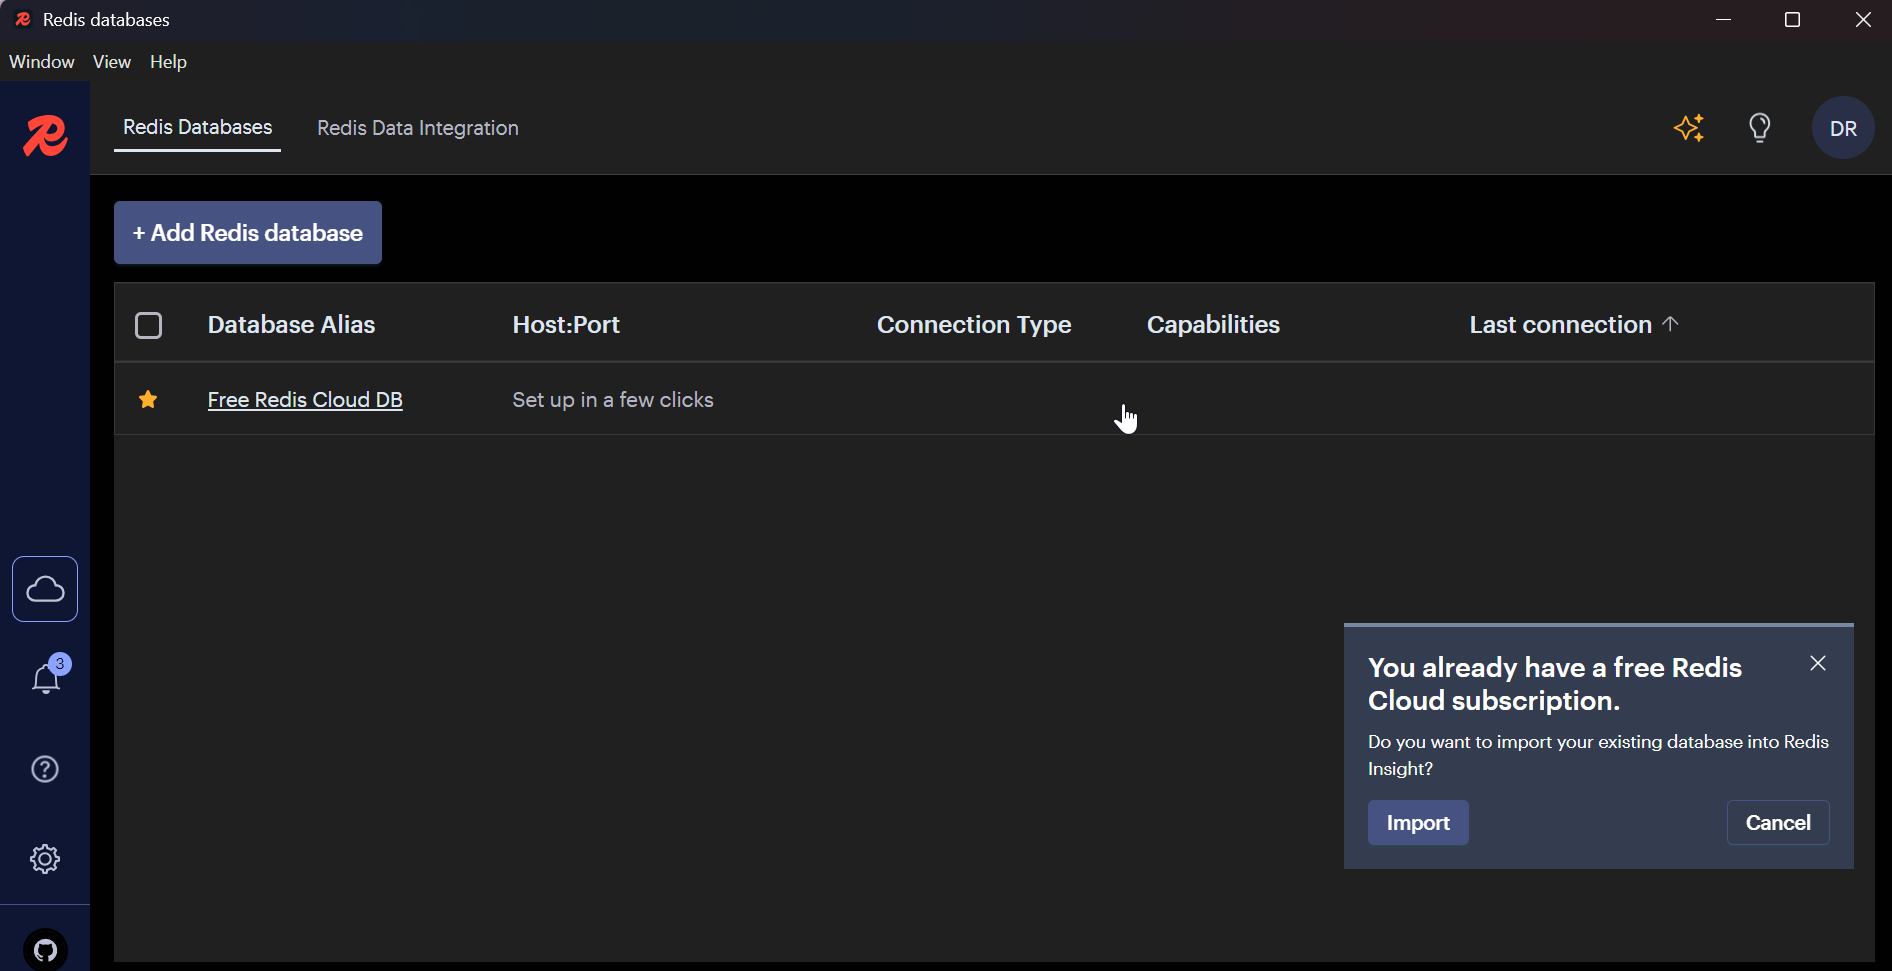 Redis databases
Window View Help
Redis Databases Redis Data Integration
DR
+ Add Redis database
Database Alias Host:Port Connection Type Capabilities Last connection ↑
Free Redis Cloud DB Set up in a few clicks
3
You already have a free Redis
Cloud subscription.
Do you want to import your existing database into Redis
Insight?
Import Cancel